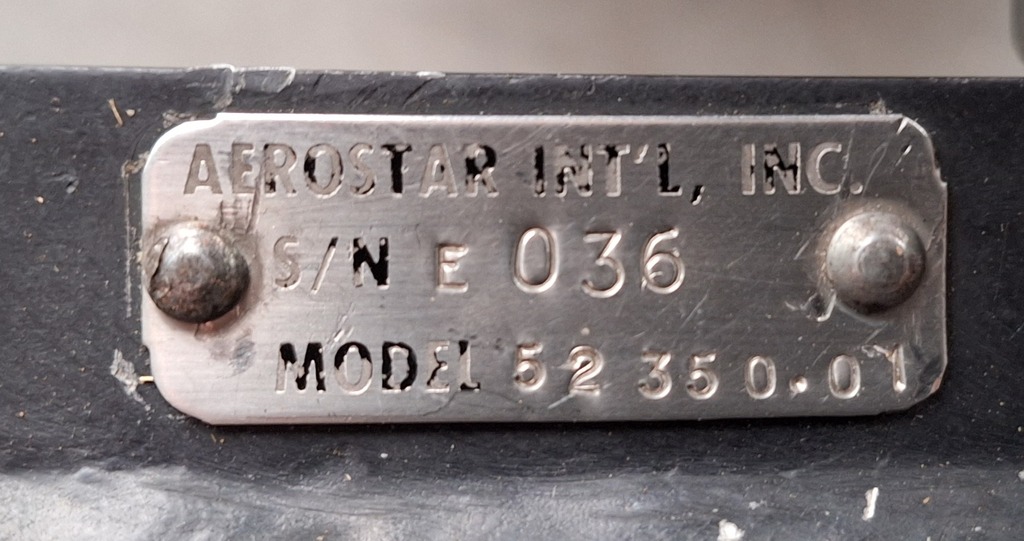 AEROSTAR INT'L, INC.
S/N E 036
MODEL 52 350.01